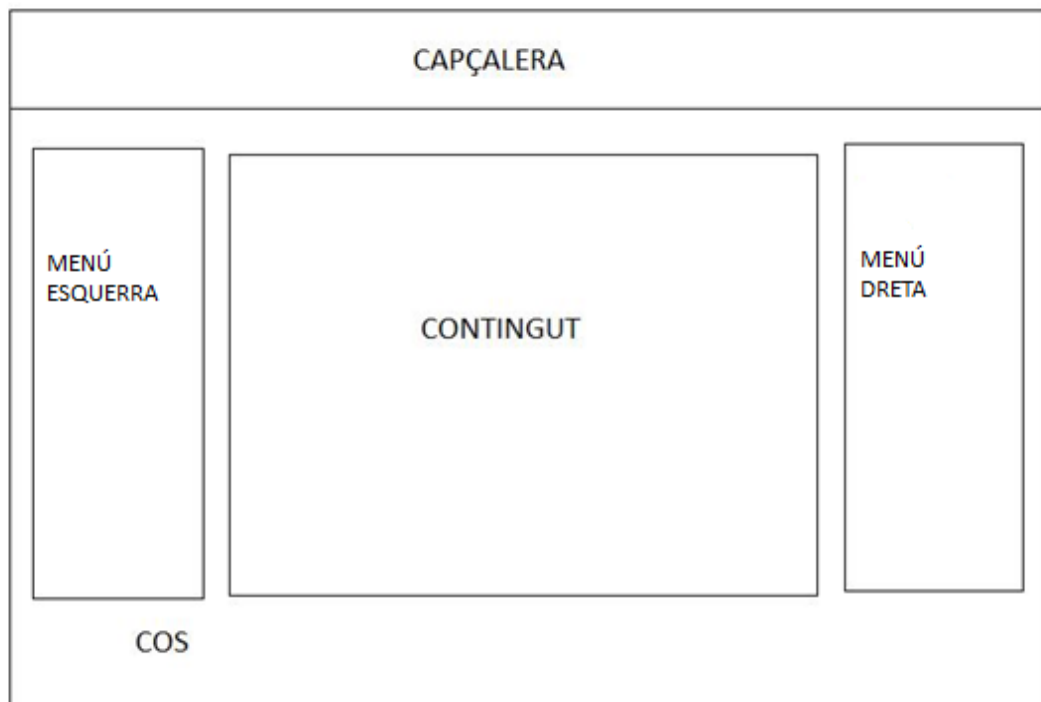 CAPÇALERA
MENÚ
ESQUERRA
CONTINGUT
MENÚ
DRETA
COS